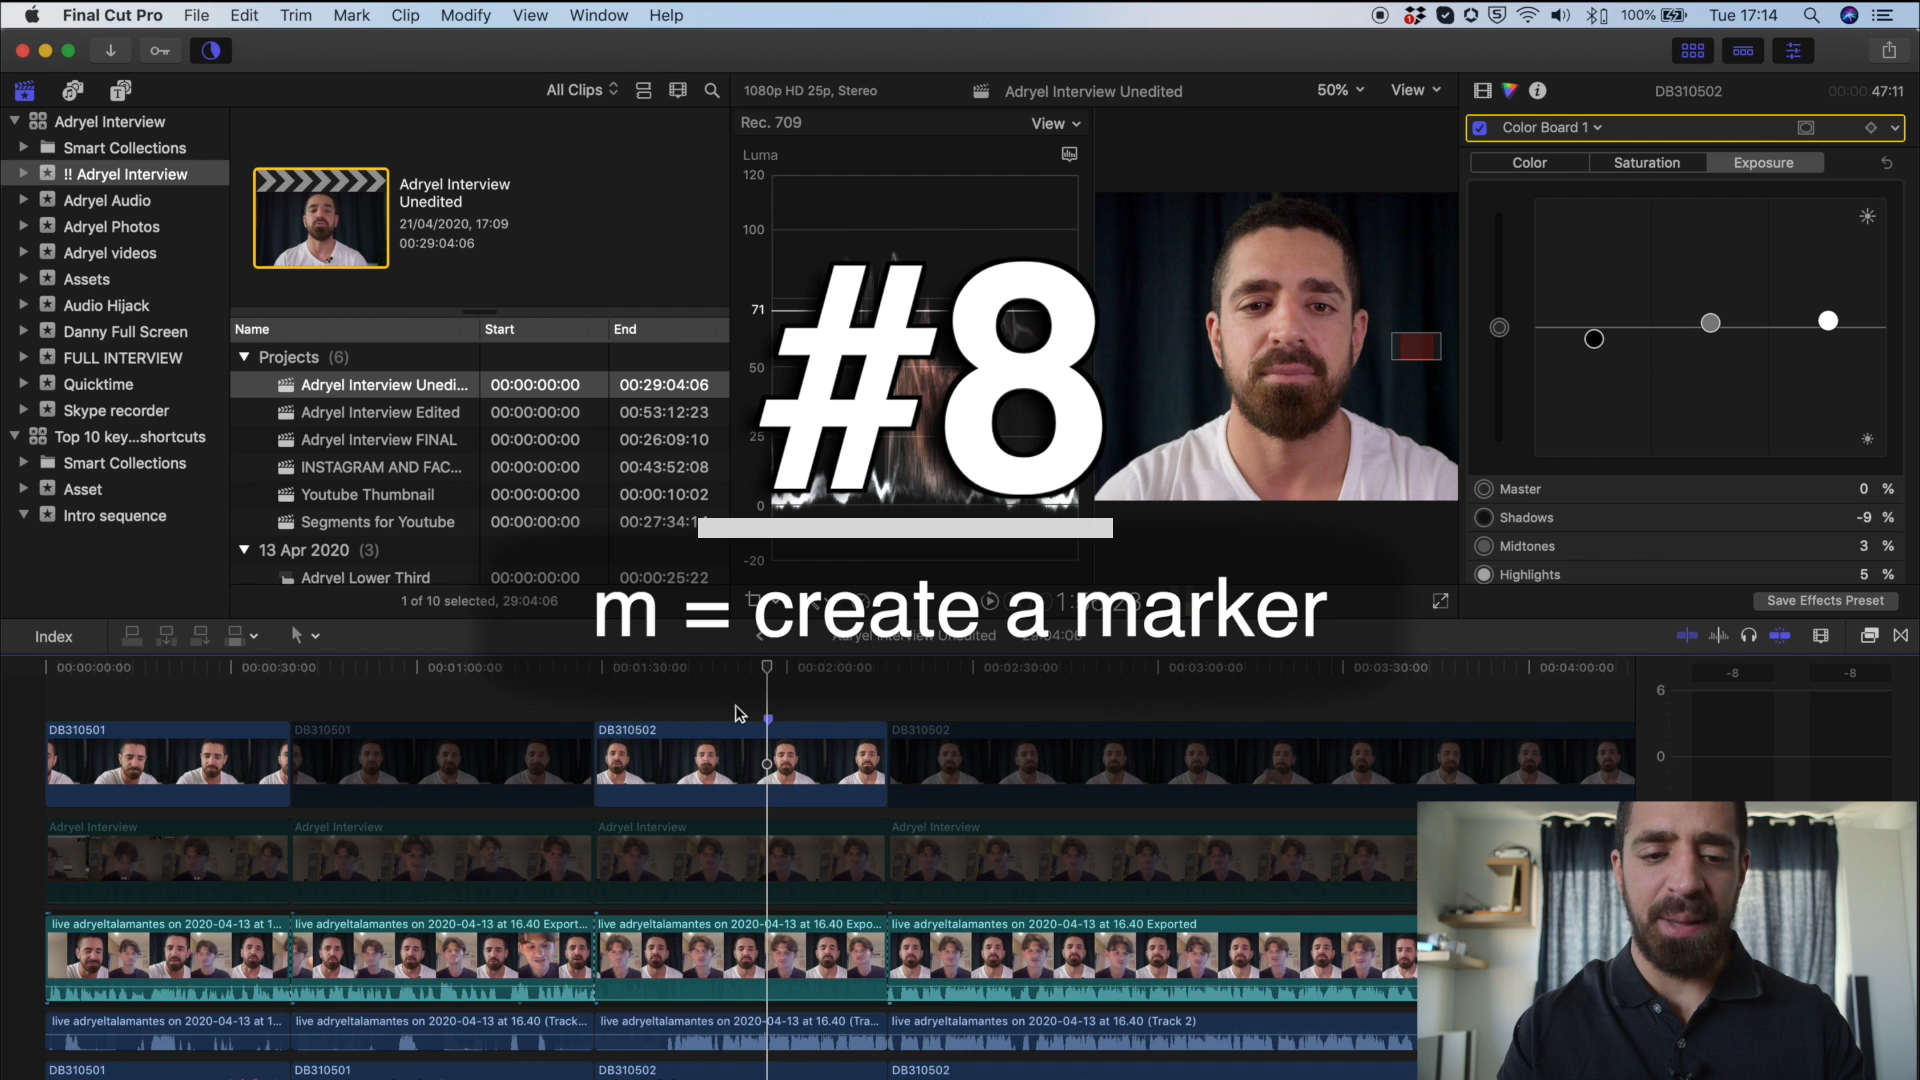 Final Cut Pro File Edit Trim Mark Clip Modify View Window Help 100% Tue 17:14
All Clips
1080p HD 25p, Stereo Adryel Interview Unedited 50% View
DB310502 00:00:47:11
Adryel Interview
Smart Collections
!! Adryel Interview
Adryel Audio
Adryel Photos
Adryel videos
Assets
Audio Hijack
Danny Full Screen
FULL INTERVIEW
Quicktime
Skype recorder
Top 10 key...shortcuts
Smart Collections
Asset
Intro sequence
Adryel Interview
Unedited
21/04/2020, 17:09
00:29:04:06
Name Start End
Projects (6)
Adryel Interview Unedi... 00:00:00:00 00:29:04:06
Adryel Interview Edited 00:00:00:00 00:53:12:23
Adryel Interview FINAL 00:00:00:00 00:26:09:10
INSTAGRAM AND FAC... 00:00:00:00 00:43:52:08
Youtube Thumbnail 00:00:00:00 00:00:10:02
Segments for Youtube 00:00:00:00
13 Apr 2020 (3)
Adryel Lower Third 00:00:00:00 00:00:25:22
1 of 10 selected, 29:04:06
Rec. 709 View
Luma
120
100
71
50
25
0
-20
#8
m = create a marker
Color Board 1
Color Saturation Exposure
Master 0 %
Shadows -9 %
Midtones 3 %
Highlights 5 %
Save Effects Preset
Index
Adryel Interview Unedited 29:04:06
00:00:00:00 00:00:30:00 00:01:00:00 00:01:30:00 00:02:00:00 00:02:30:00 00:03:00:00 00:03:30:00 00:04:00:00
-8 -8
6
0
DB310501 DB310501 DB310502 DB310502
Adryel Interview Adryel Interview Adryel Interview Adryel Interview
live adryeltalamantes on 2020-04-13 at 1... live adryeltalamantes on 2020-04-13 at 16.40 Export... live adryeltalamantes on 2020-04-13 at 16.40 Expo... live adryeltalamantes on 2020-04-13 at 16.40 Exported
live adryeltalamantes on 2020-04-13 at 1... live adryeltalamantes on 2020-04-13 at 16.40 (Track... live adryeltalamantes on 2020-04-13 at 16.40 (Tra... live adryeltalamantes on 2020-04-13 at 16.40 (Track 2)
DB310501 DB310501 DB310502 DB310502